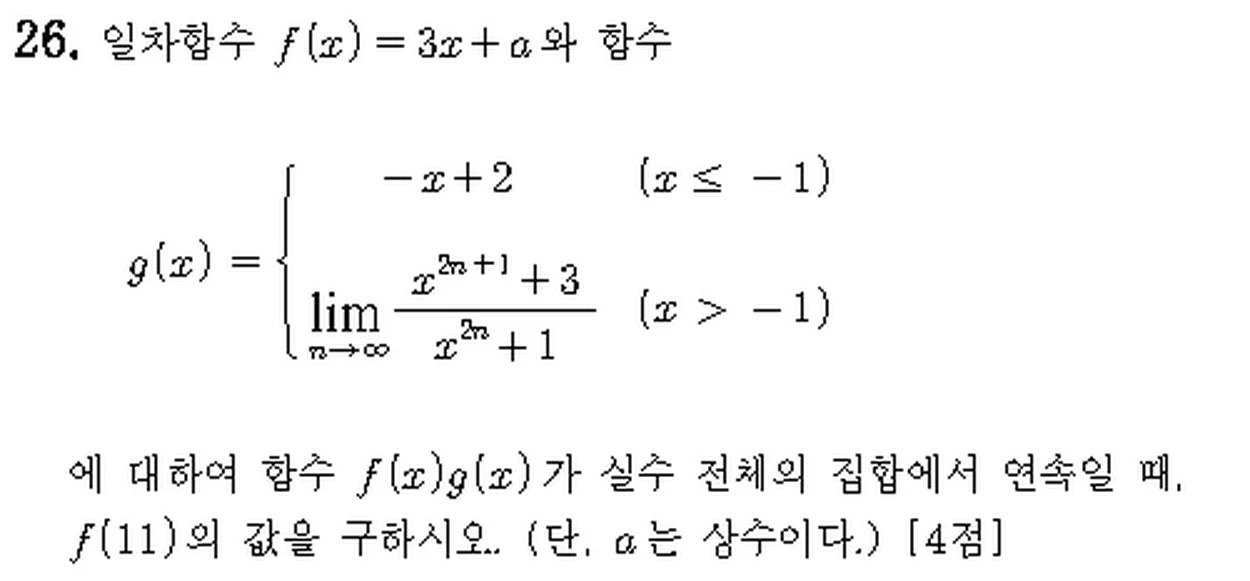 26. 일차함수 f(x) = 3x + a 와 함수
g(x) = { -x + 2 (x ≤ -1)
lim_{n→∞} \frac{x^{2n+1} + 3}{x^{2n} + 1} (x > -1)
에 대하여 함수 f(x)g(x)가 실수 전체의 집합에서 연속일 때,
f(11)의 값을 구하시오. (단, a는 상수이다.) [4점]